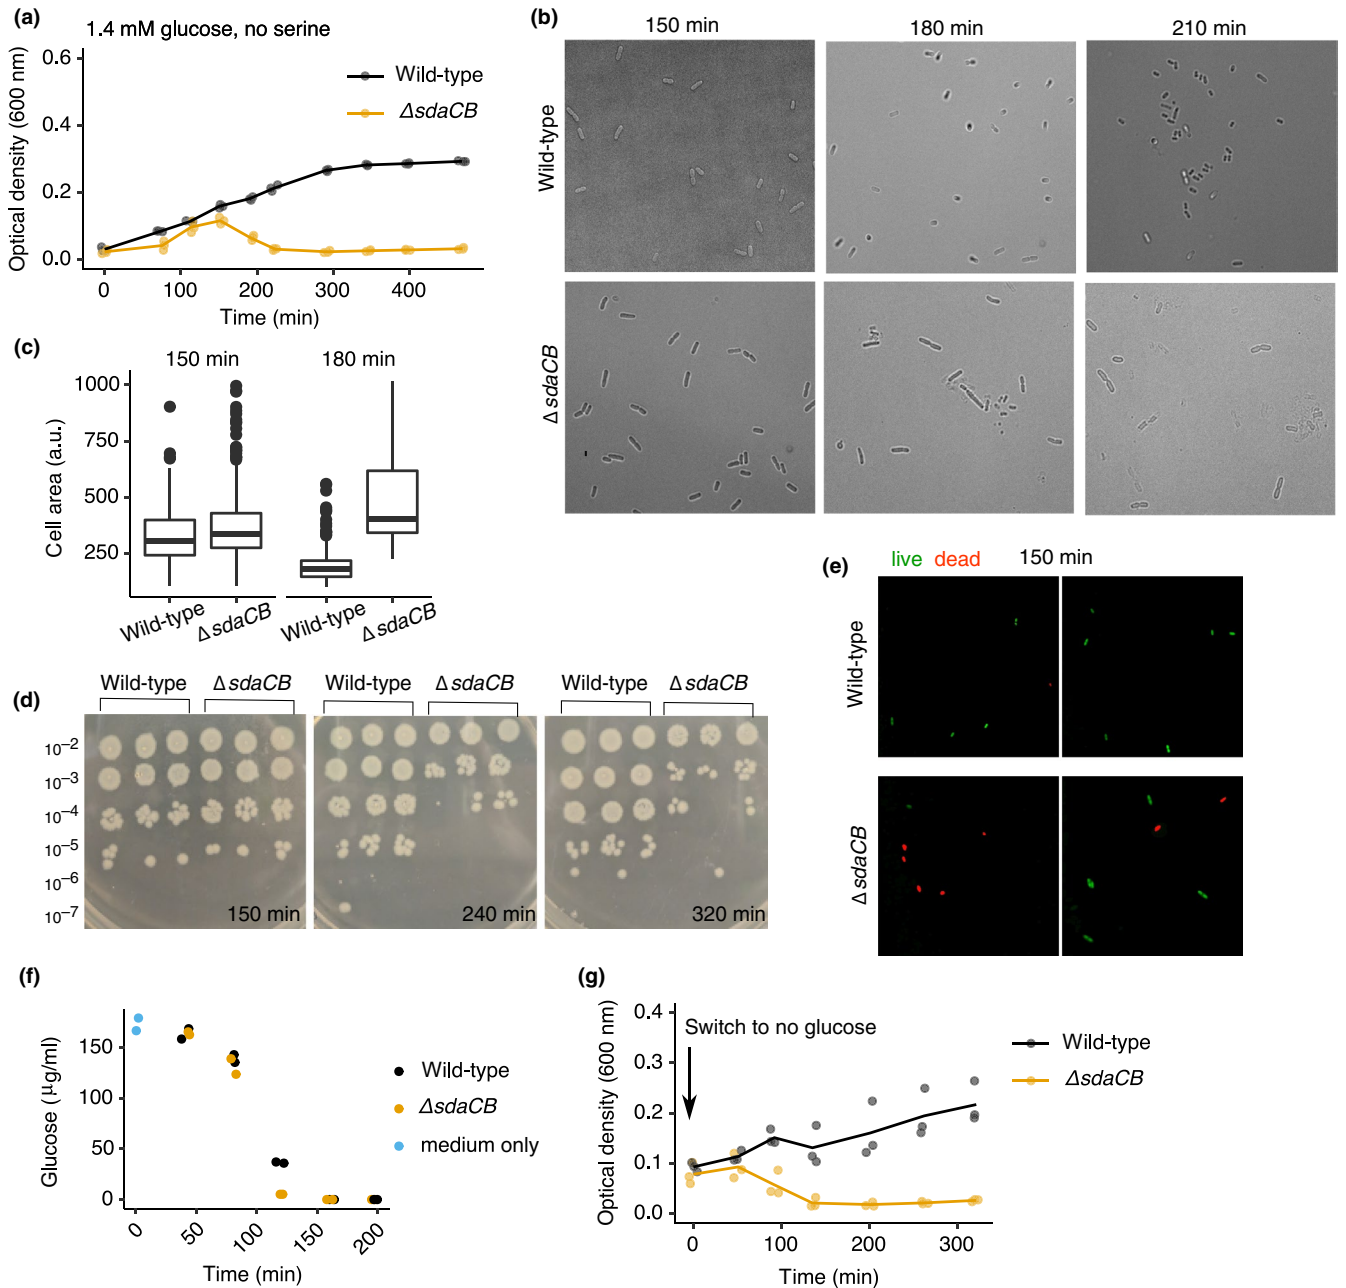 (a)
1.4 mM glucose, no serine
Optical density (600 nm)
0.6
0.4
0.2
0.0
0 100 200 300 400
Time (min)
Wild-type
ΔsdaCB
(b)
150 min 180 min 210 min
Wild-type
ΔsdaCB
(c)
150 min 180 min
Cell area (a.u.)
1000
750
500
250
Wild-type ΔsdaCB Wild-type ΔsdaCB
(d)
Wild-type ΔsdaCB Wild-type ΔsdaCB Wild-type ΔsdaCB
10⁻²
10⁻³
10⁻⁴
10⁻⁵
10⁻⁶
10⁻⁷
150 min 240 min 320 min
(e)
live dead 150 min
Wild-type
ΔsdaCB
(f)
Glucose (µg/ml)
150
100
50
0
0 50 100 150 200
Time (min)
Wild-type
ΔsdaCB
medium only
(g)
Optical density (600 nm)
0.4
0.3
0.2
0.1
0.0
Switch to no glucose
0 100 200 300
Time (min)
Wild-type
ΔsdaCB